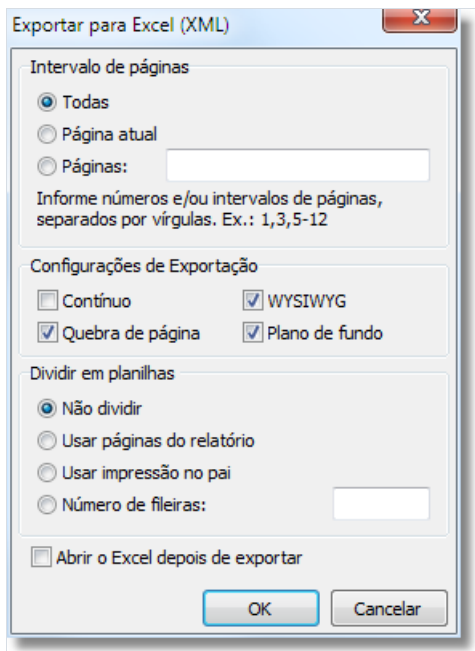 Exportar para Excel (XML)
Intervalo de páginas
Todas
Página atual
Páginas:
Informe números e/ou intervalos de páginas,
separados por vírgulas. Ex.: 1,3,5-12
Configurações de Exportação
Contínuo
WYSIWYG
Quebra de página
Plano de fundo
Dividir em planilhas
Não dividir
Usar páginas do relatório
Usar impressão no pai
Número de fileiras:
Abrir o Excel depois de exportar
OK
Cancelar